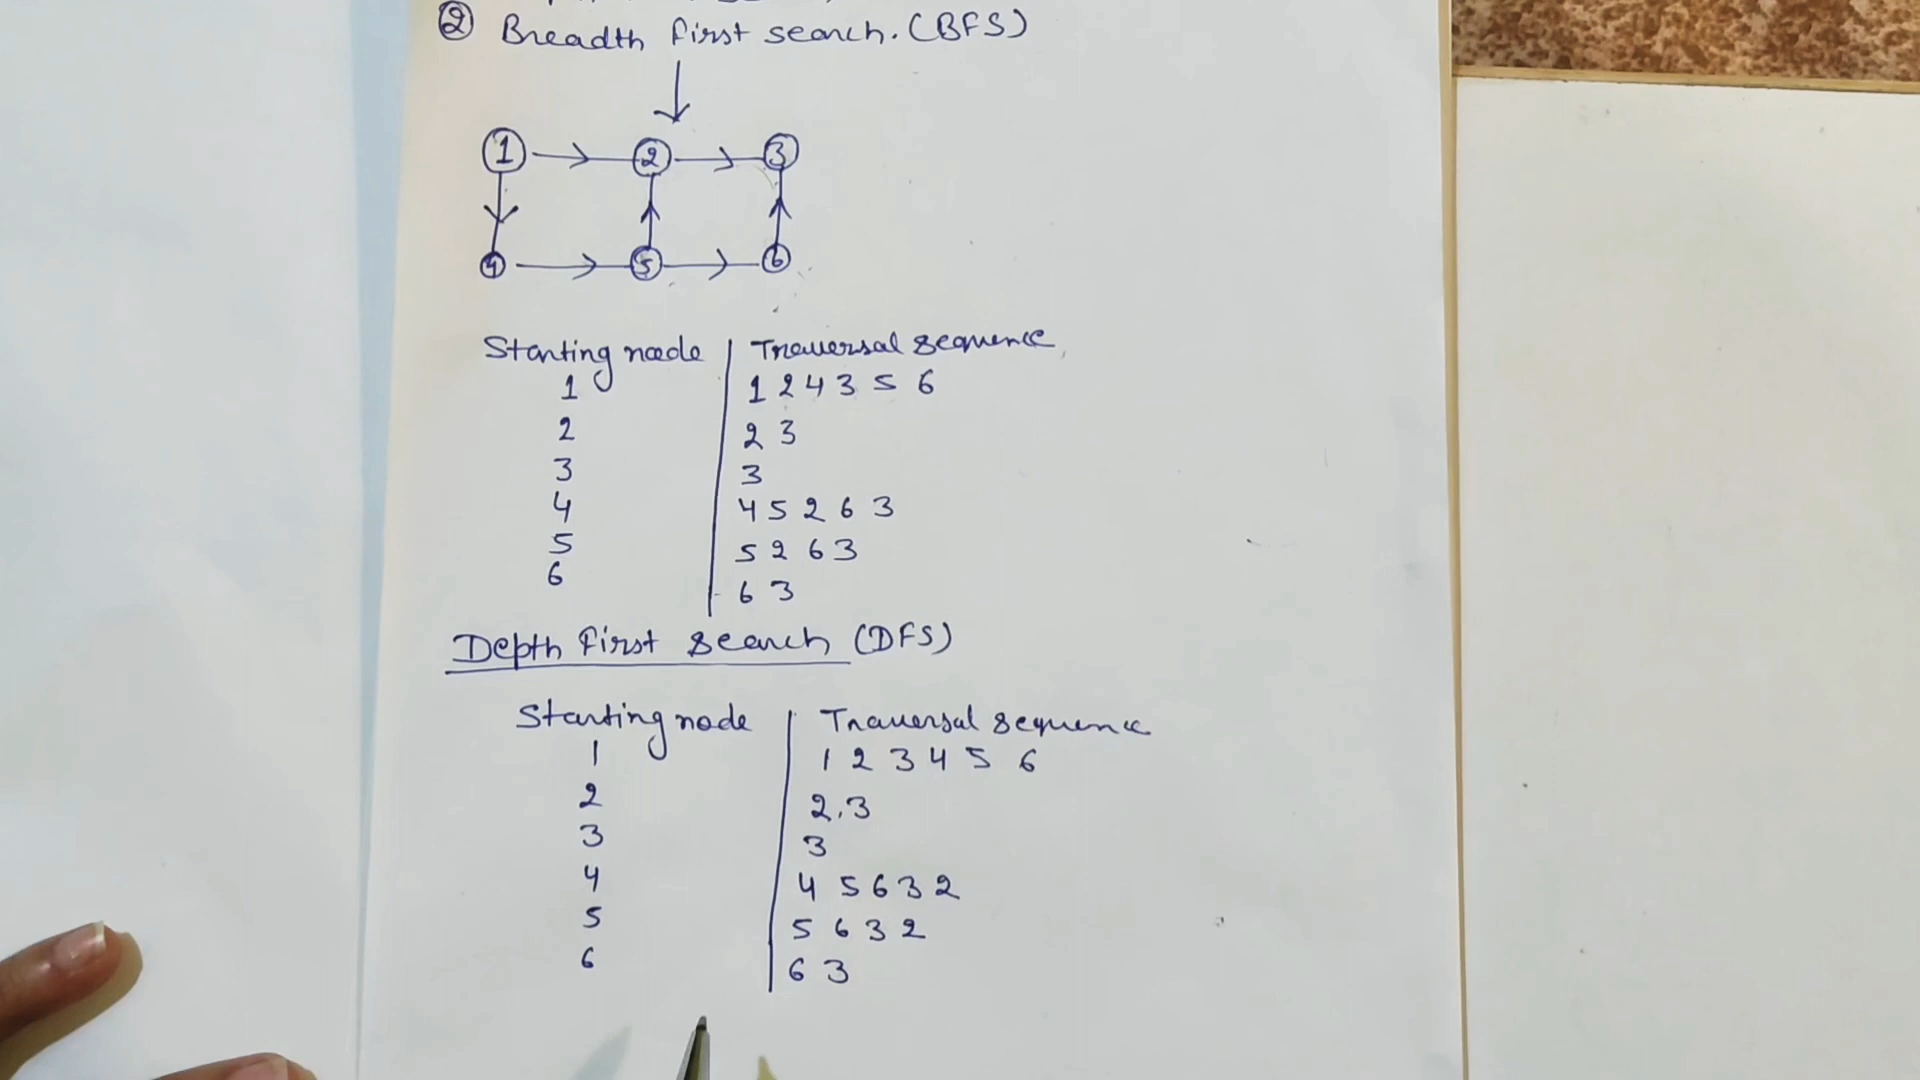 ② Breadth first search. (BFS)
1 2 3
4 5 6
Starting node | Traversal sequence
1 | 1 2 4 3 5 6
2 | 2 3
3 | 3
4 | 4 5 2 6 3
5 | 5 2 6 3
6 | 6 3
Depth first search (DFS)
Starting node | Traversal sequence
1 | 1 2 3 4 5 6
2 | 2,3
3 | 3
4 | 4 5 6 3 2
5 | 5 6 3 2
6 | 6 3